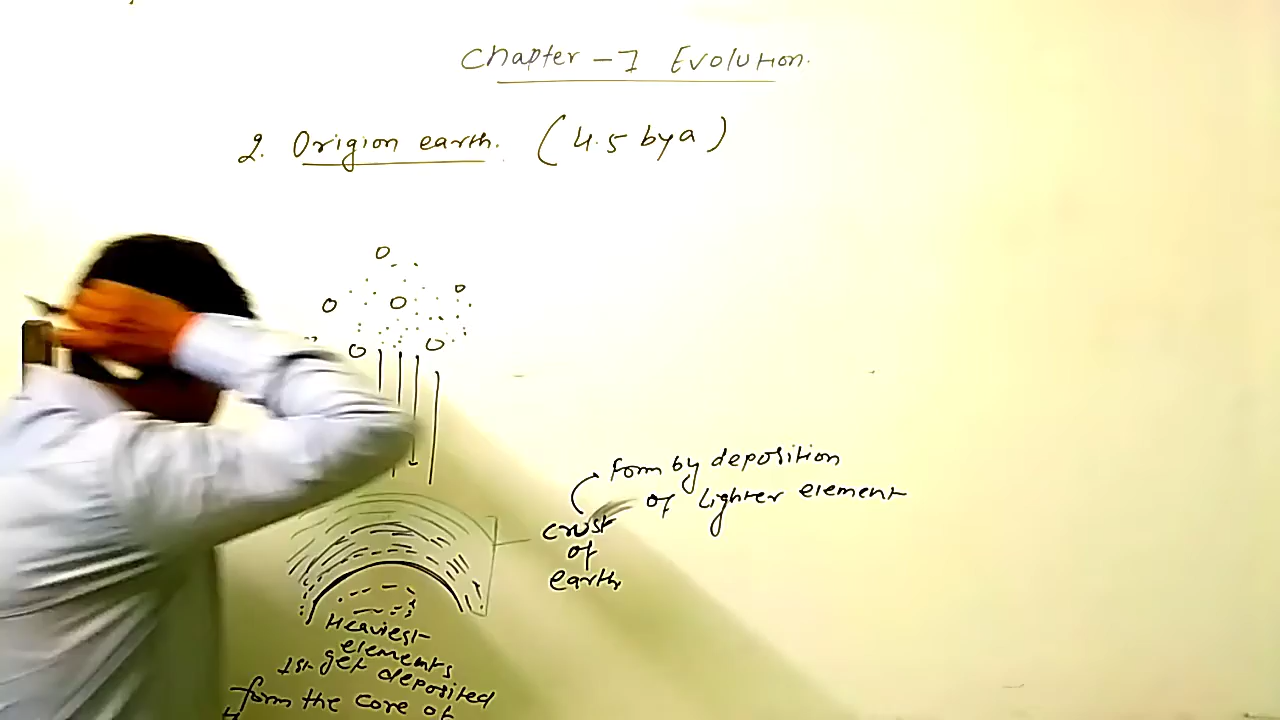 Chapter - 7 Evolution.
2. Origion earth. (4.5 bya)
form by deposition
of lighter element
crust
of
earth
Heaviest
elements
1st get deposited
form the core of